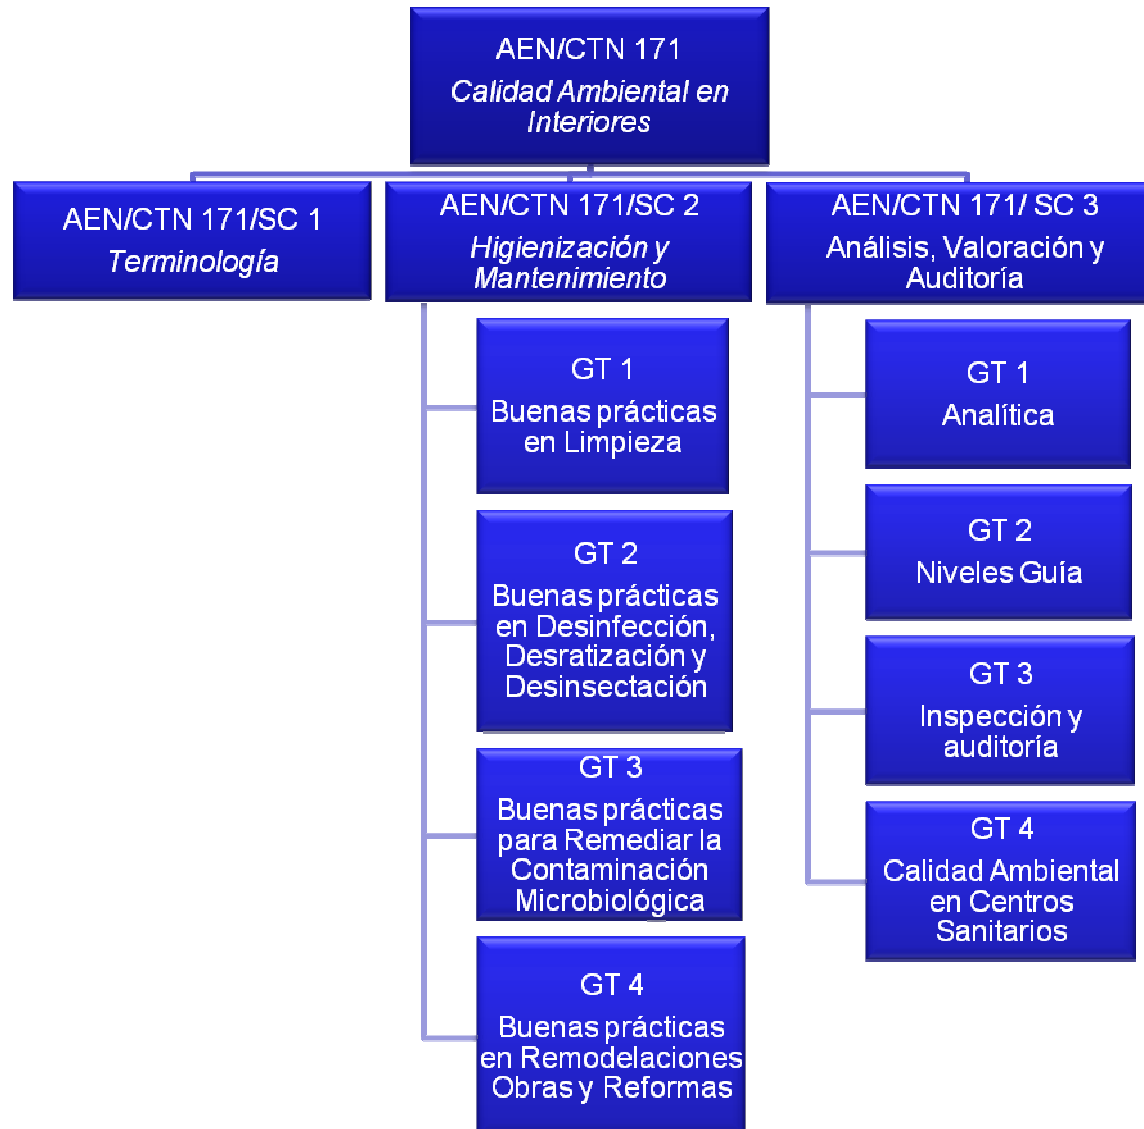 AEN/CTN 171
Calidad Ambiental en
Interiores
AEN/CTN 171/SC 1
Terminología
AEN/CTN 171/SC 2
Higienización y
Mantenimiento
AEN/CTN 171/ SC 3
Análisis, Valoración y
Auditoría
GT 1
Buenas prácticas
en Limpieza
GT 2
Buenas prácticas
en Desinfección,
Desratización y
Desinsectación
GT 3
Buenas prácticas
para Remediar la
Contaminación
Microbiológica
GT 4
Buenas prácticas
en Remodelaciones
Obras y Reformas
GT 1
Analítica
GT 2
Niveles Guía
GT 3
Inspección y
auditoría
GT 4
Calidad Ambiental
en Centros
Sanitarios